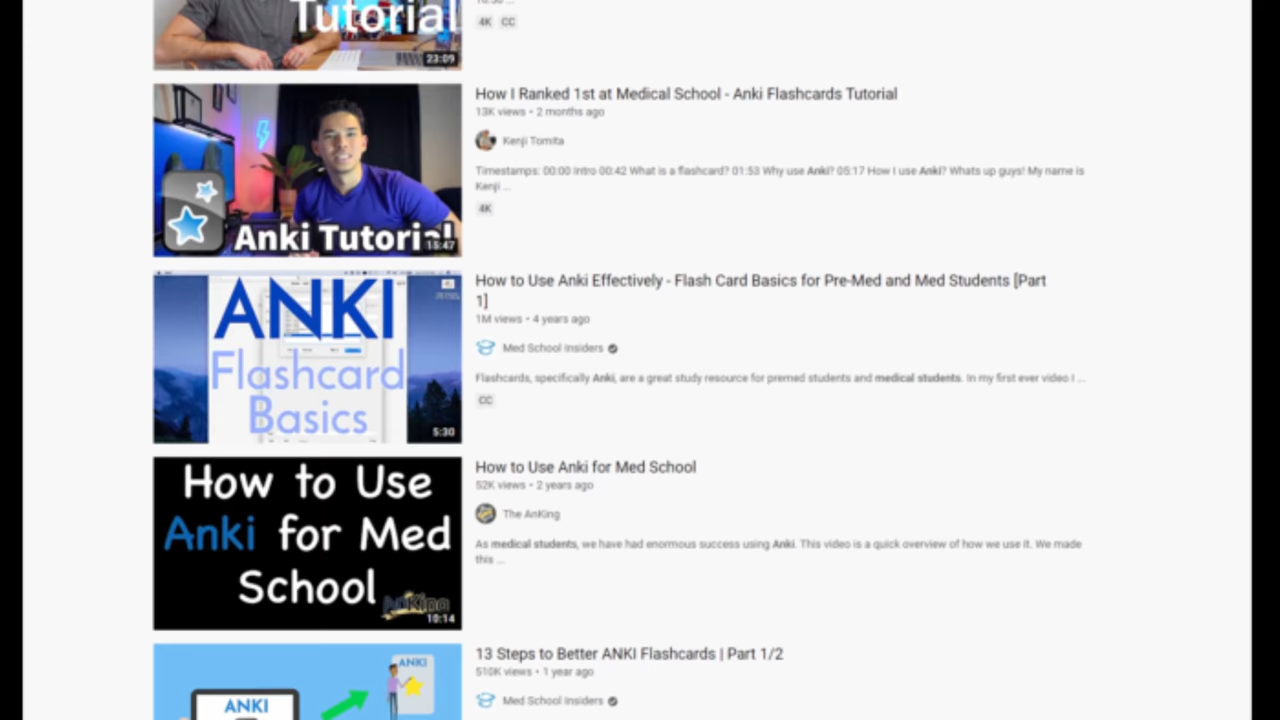 Tutorial
23:09
4K CC
How I Ranked 1st at Medical School - Anki Flashcards Tutorial
13K views • 2 months ago
Kenji Tomita
Timestamps: 00:00 Intro 00:42 What is a flashcard? 01:53 Why use Anki? 05:17 How I use Anki? Whats up guys! My name is
Kenji ...
4K
Anki Tutorial
15:47
How to Use Anki Effectively - Flash Card Basics for Pre-Med and Med Students [Part
1]
1M views • 4 years ago
Med School Insiders
Flashcards, specifically Anki, are a great study resource for premed students and medical students. In my first ever video I ...
CC
ANKI
Flashcard
Basics
5:30
How to Use Anki for Med School
52K views • 2 years ago
The AnKing
As medical students, we have had enormous success using Anki. This video is a quick overview of how we use it. We made
this ...
How to Use
Anki for Med
School
AnKing
10:14
13 Steps to Better ANKI Flashcards | Part 1/2
510K views • 1 year ago
Med School Insiders
ANKI
ANKI